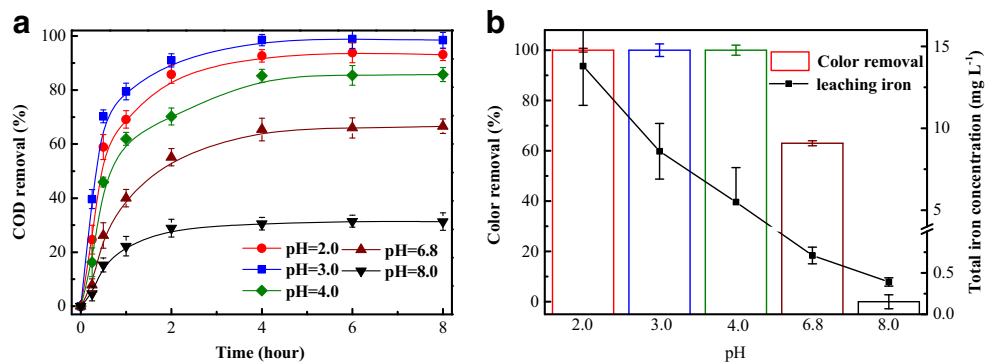 a
COD removal (%)
100
80
60
40
20
0
0
2
4
6
8
Time (hour)
pH=2.0
pH=3.0
pH=4.0
pH=6.8
pH=8.0
b
Color removal (%)
100
80
60
40
20
0
2.0
3.0
4.0
6.8
8.0
pH
Color removal
leaching iron
15
10
5
0.5
0.0
Total iron concentration (mg L⁻¹)